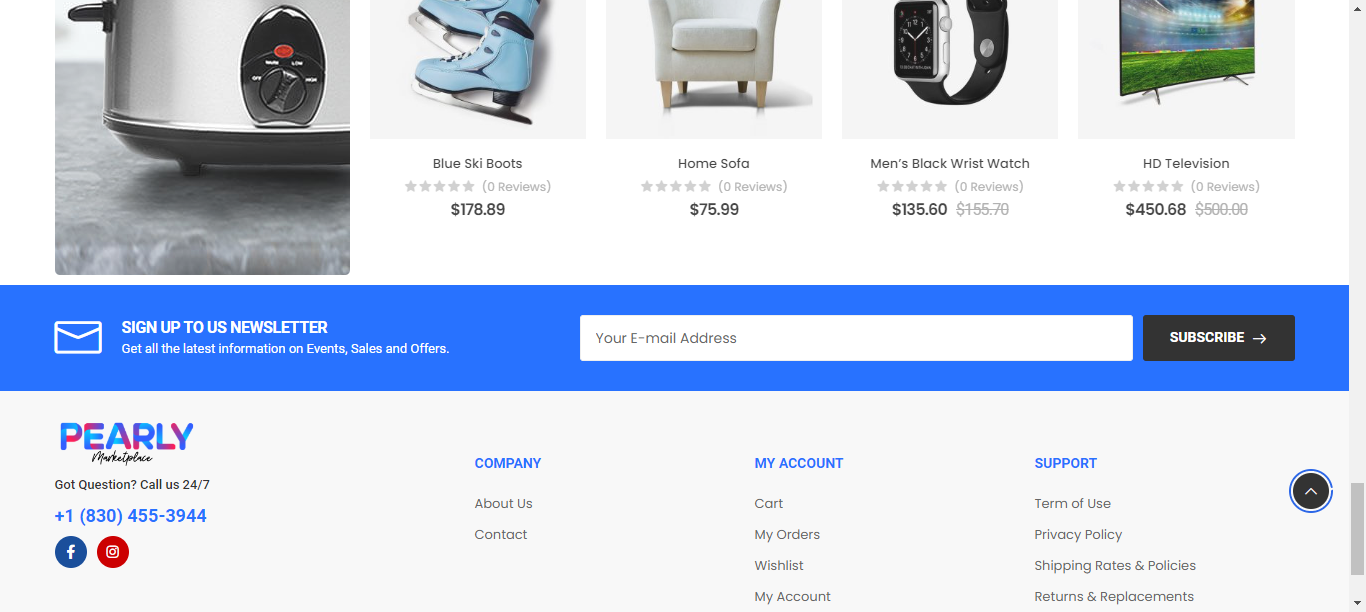 WARM LOW
OFF HIGH
Blue Ski Boots
(0 Reviews)
$178.89
Home Sofa
(0 Reviews)
$75.99
Men’s Black Wrist Watch
(0 Reviews)
$135.60 $155.70
HD Television
(0 Reviews)
$450.68 $500.00
SIGN UP TO US NEWSLETTER
Get all the latest information on Events, Sales and Offers.
Your E-mail Address
SUBSCRIBE
PEARLY
Marketplace
Got Question? Call us 24/7
+1 (830) 455-3944
COMPANY
About Us
Contact
MY ACCOUNT
Cart
My Orders
Wishlist
My Account
SUPPORT
Term of Use
Privacy Policy
Shipping Rates & Policies
Returns & Replacements